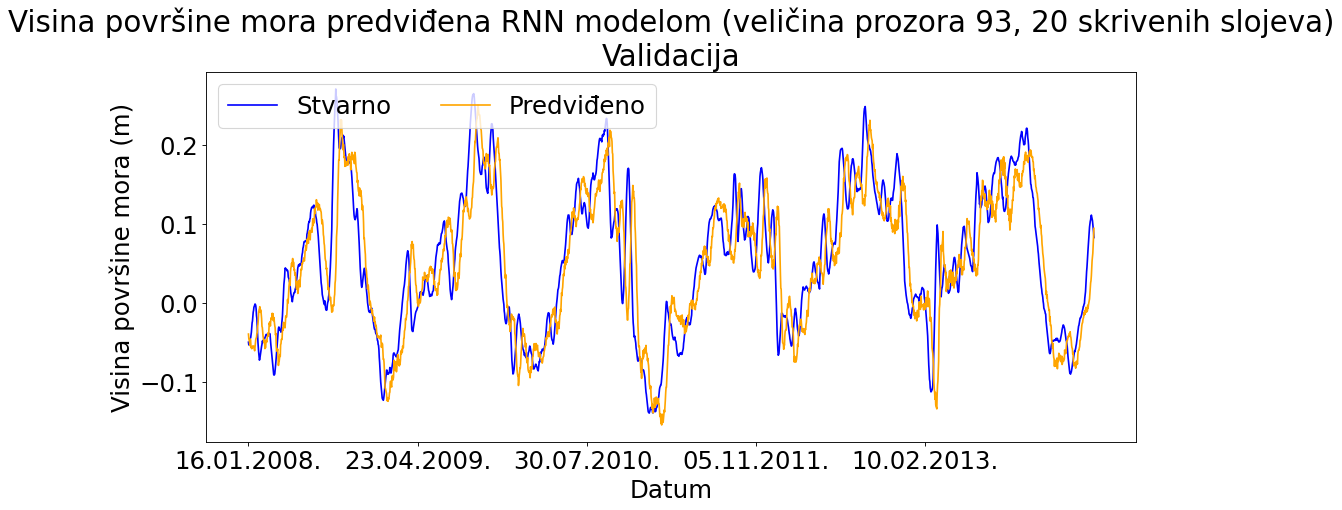 Visina površine mora predviđena RNN modelom (veličina prozora 93, 20 skrivenih slojeva)
Validacija
Stvarno Predviđeno
Visina površine mora (m)
0.2
0.1
0.0
−0.1
16.01.2008. 23.04.2009. 30.07.2010. 05.11.2011. 10.02.2013.
Datum